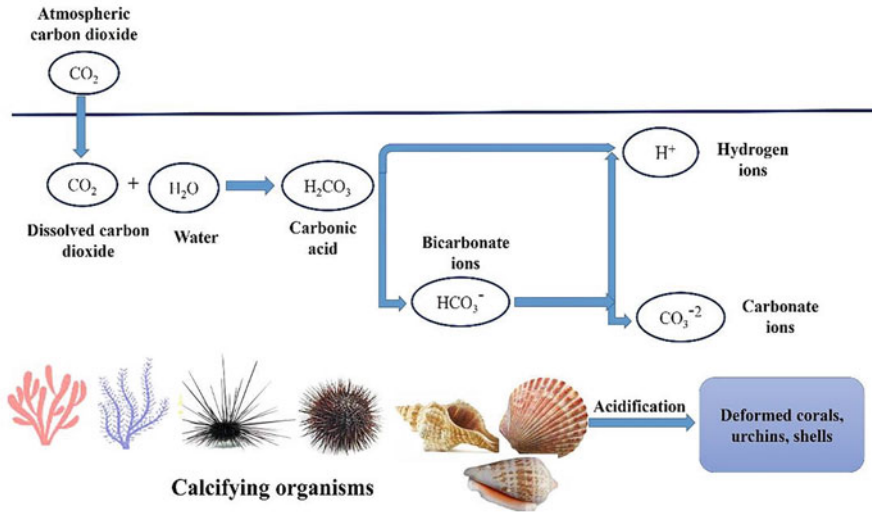 Atmospheric
carbon dioxide
CO₂
CO₂
+
H₂O
H₂CO₃
H⁺
Hydrogen
ions
Dissolved carbon
dioxide
Water
Carbonic
acid
Bicarbonate
ions
HCO₃⁻
CO₃⁻²
Carbonate
ions
Acidification
Deformed corals,
urchins, shells
Calcifying organisms